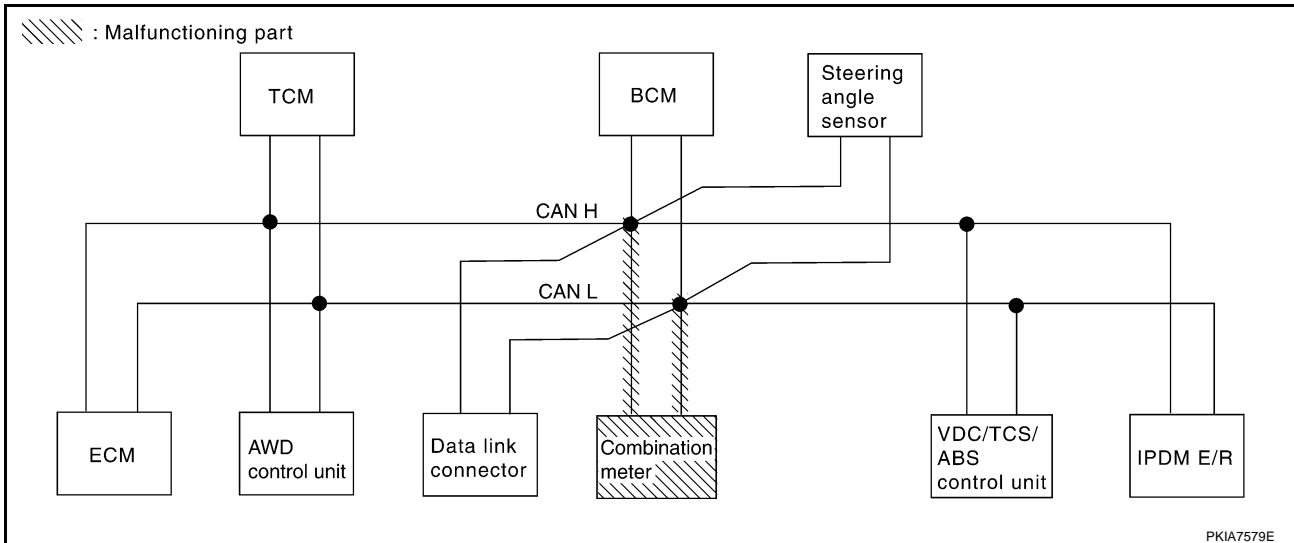 : Malfunctioning part
TCM
BCM
Steering
angle
sensor
CAN H
CAN L
ECM
AWD
control unit
Data link
connector
Combination
meter
VDC/TCS/
ABS
control unit
IPDM E/R
PKIA7579E